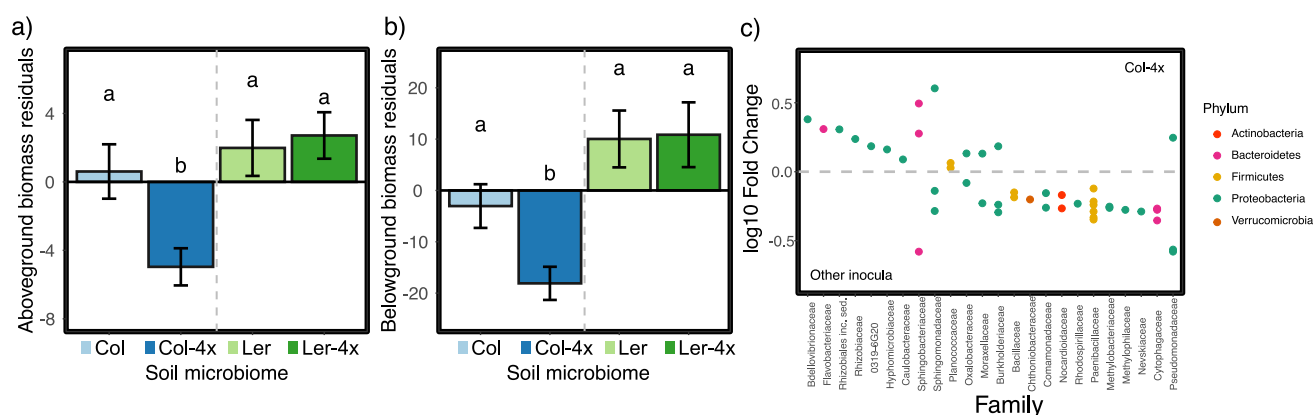 a)
Aboveground biomass residuals
4
0
-4
-8
a
b
a
a
Col
Col-4x
Ler
Ler-4x
Soil microbiome
b)
Belowground biomass residuals
20
10
0
-10
-20
a
b
a
a
Col
Col-4x
Ler
Ler-4x
Soil microbiome
c)
log10 Fold Change
0.5
0.0
-0.5
Col-4x
Other inocula
Bdellovibrionaceae
Flavobacteriaceae
Rhizobiales inc. sed.
Rhizobiaceae
0319-6G20
Hyphomicrobiaceae
Caulobacteraceae
Sphingobacteriaceae
Sphingomonadaceae
Planococcaceae
Oxalobacteraceae
Moraxellaceae
Burkholderiaceae
Bacillaceae
Chthoniobacteraceae
Comamonadaceae
Nocardioidaceae
Rhodospirillaceae
Paenibacillaceae
Methylobacteriaceae
Methylophilaceae
Nevskiaceae
Cytophagaceae
Pseudomonadaceae
Family
Phylum
Actinobacteria
Bacteroidetes
Firmicutes
Proteobacteria
Verrucomicrobia